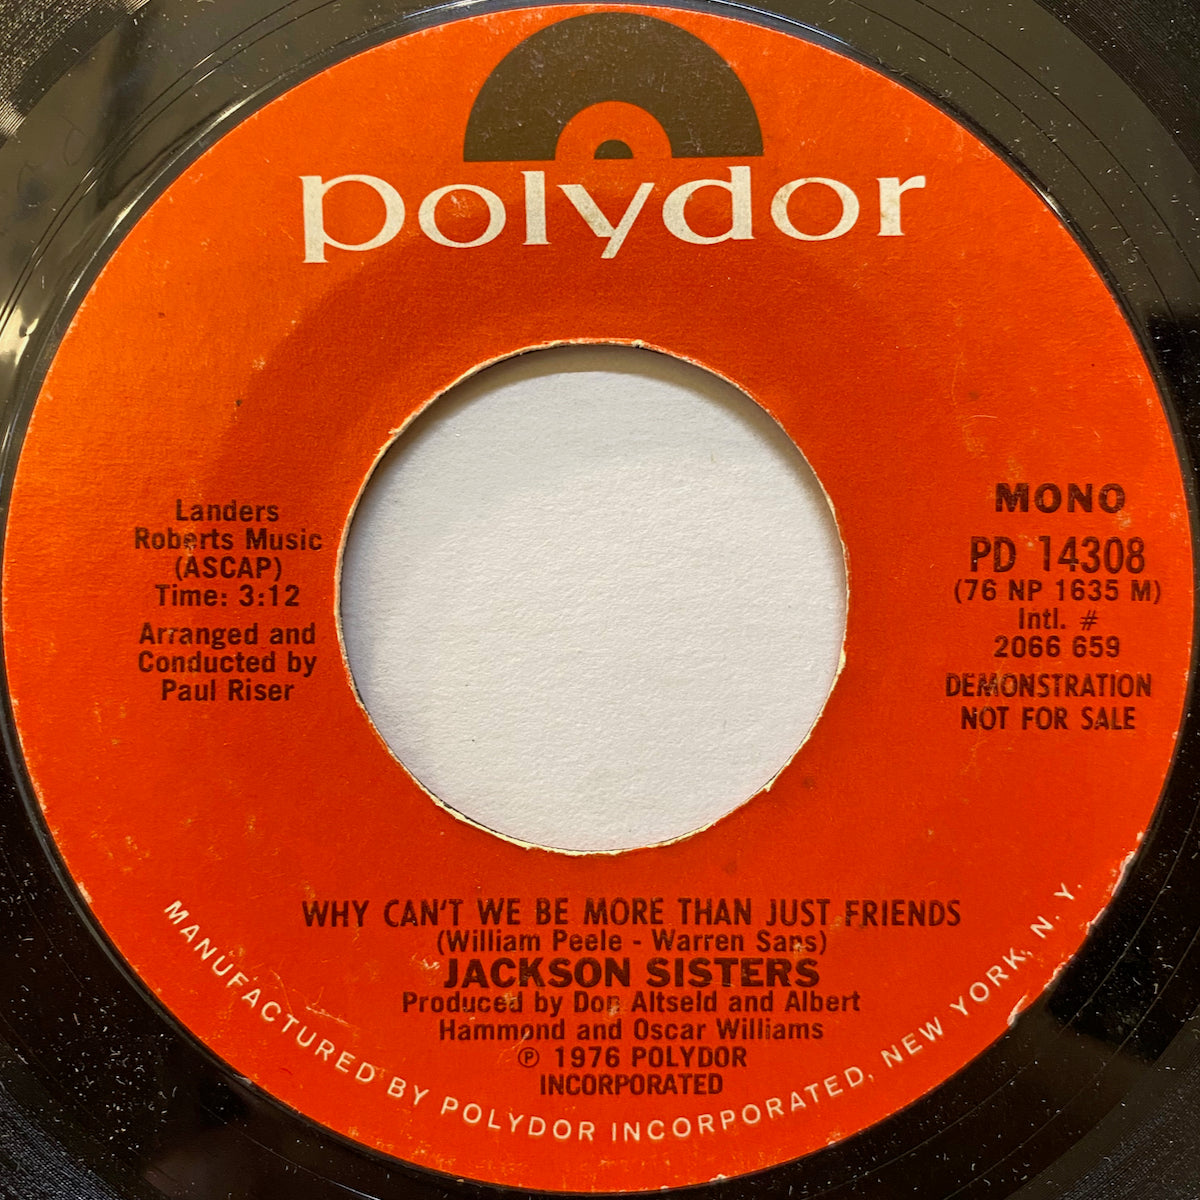 polydor
Landers
Roberts Music
(ASCAP)
Time: 3:12
Arranged and
Conducted by
Paul Riser
MONO
PD 14308
(76 NP 1635 M)
Intl. #
2066 659
DEMONSTRATION
NOT FOR SALE
WHY CAN'T WE BE MORE THAN JUST FRIENDS
(William Peele - Warren Sans)
JACKSON SISTERS
Produced by Don Altseld and Albert
Hammond and Oscar Williams
℗ 1976 POLYDOR
INCORPORATED
MANUFACTURED BY POLYDOR INCORPORATED, NEW YORK, N. Y.